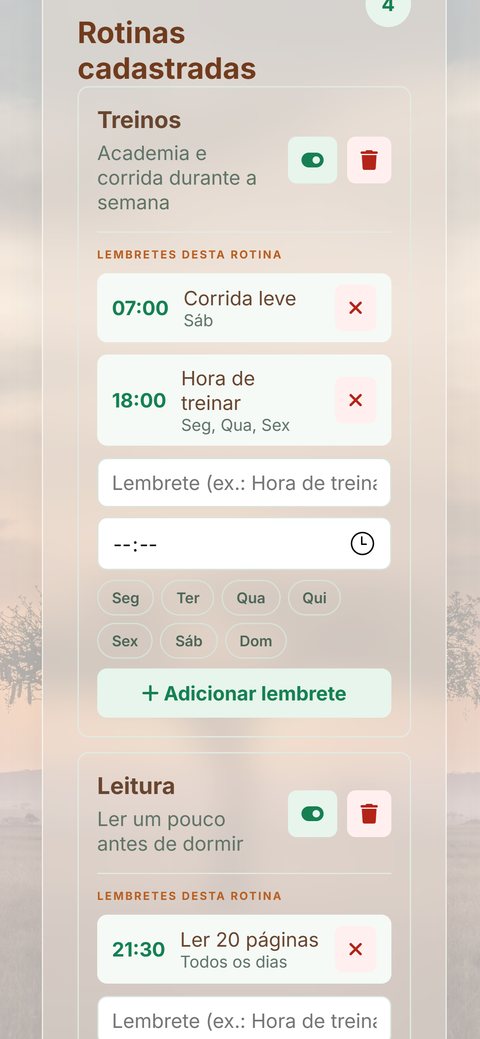 4
Rotinas
cadastradas
Treinos
Academia e
corrida durante a
semana
LEMBRETES DESTA ROTINA
07:00 Corrida leve
Sáb
18:00 Hora de
treinar
Seg, Qua, Sex
Lembrete (ex.: Hora de treina
--:--
Seg Ter Qua Qui
Sex Sáb Dom
+ Adicionar lembrete
Leitura
Ler um pouco
antes de dormir
LEMBRETES DESTA ROTINA
21:30 Ler 20 páginas
Todos os dias
Lembrete (ex.: Hora de treina